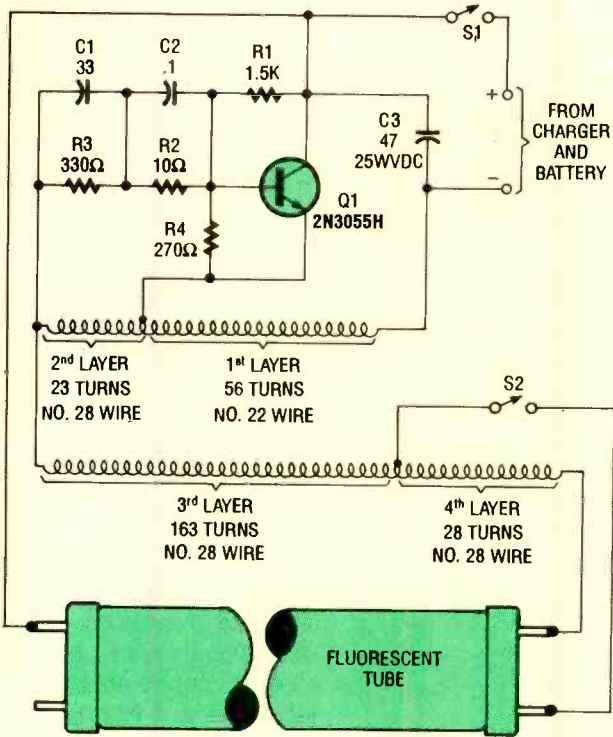 C1
33
C2
.1
R1
1.5K
S1
C3
47
25WVDC
+
FROM
CHARGER
AND
BATTERY
–
R3
330Ω
R2
10Ω
Q1
2N3055H
R4
270Ω
2nd LAYER
23 TURNS
NO. 28 WIRE
1st LAYER
56 TURNS
NO. 22 WIRE
S2
3rd LAYER
163 TURNS
NO. 28 WIRE
4th LAYER
28 TURNS
NO. 28 WIRE
FLUORESCENT
TUBE